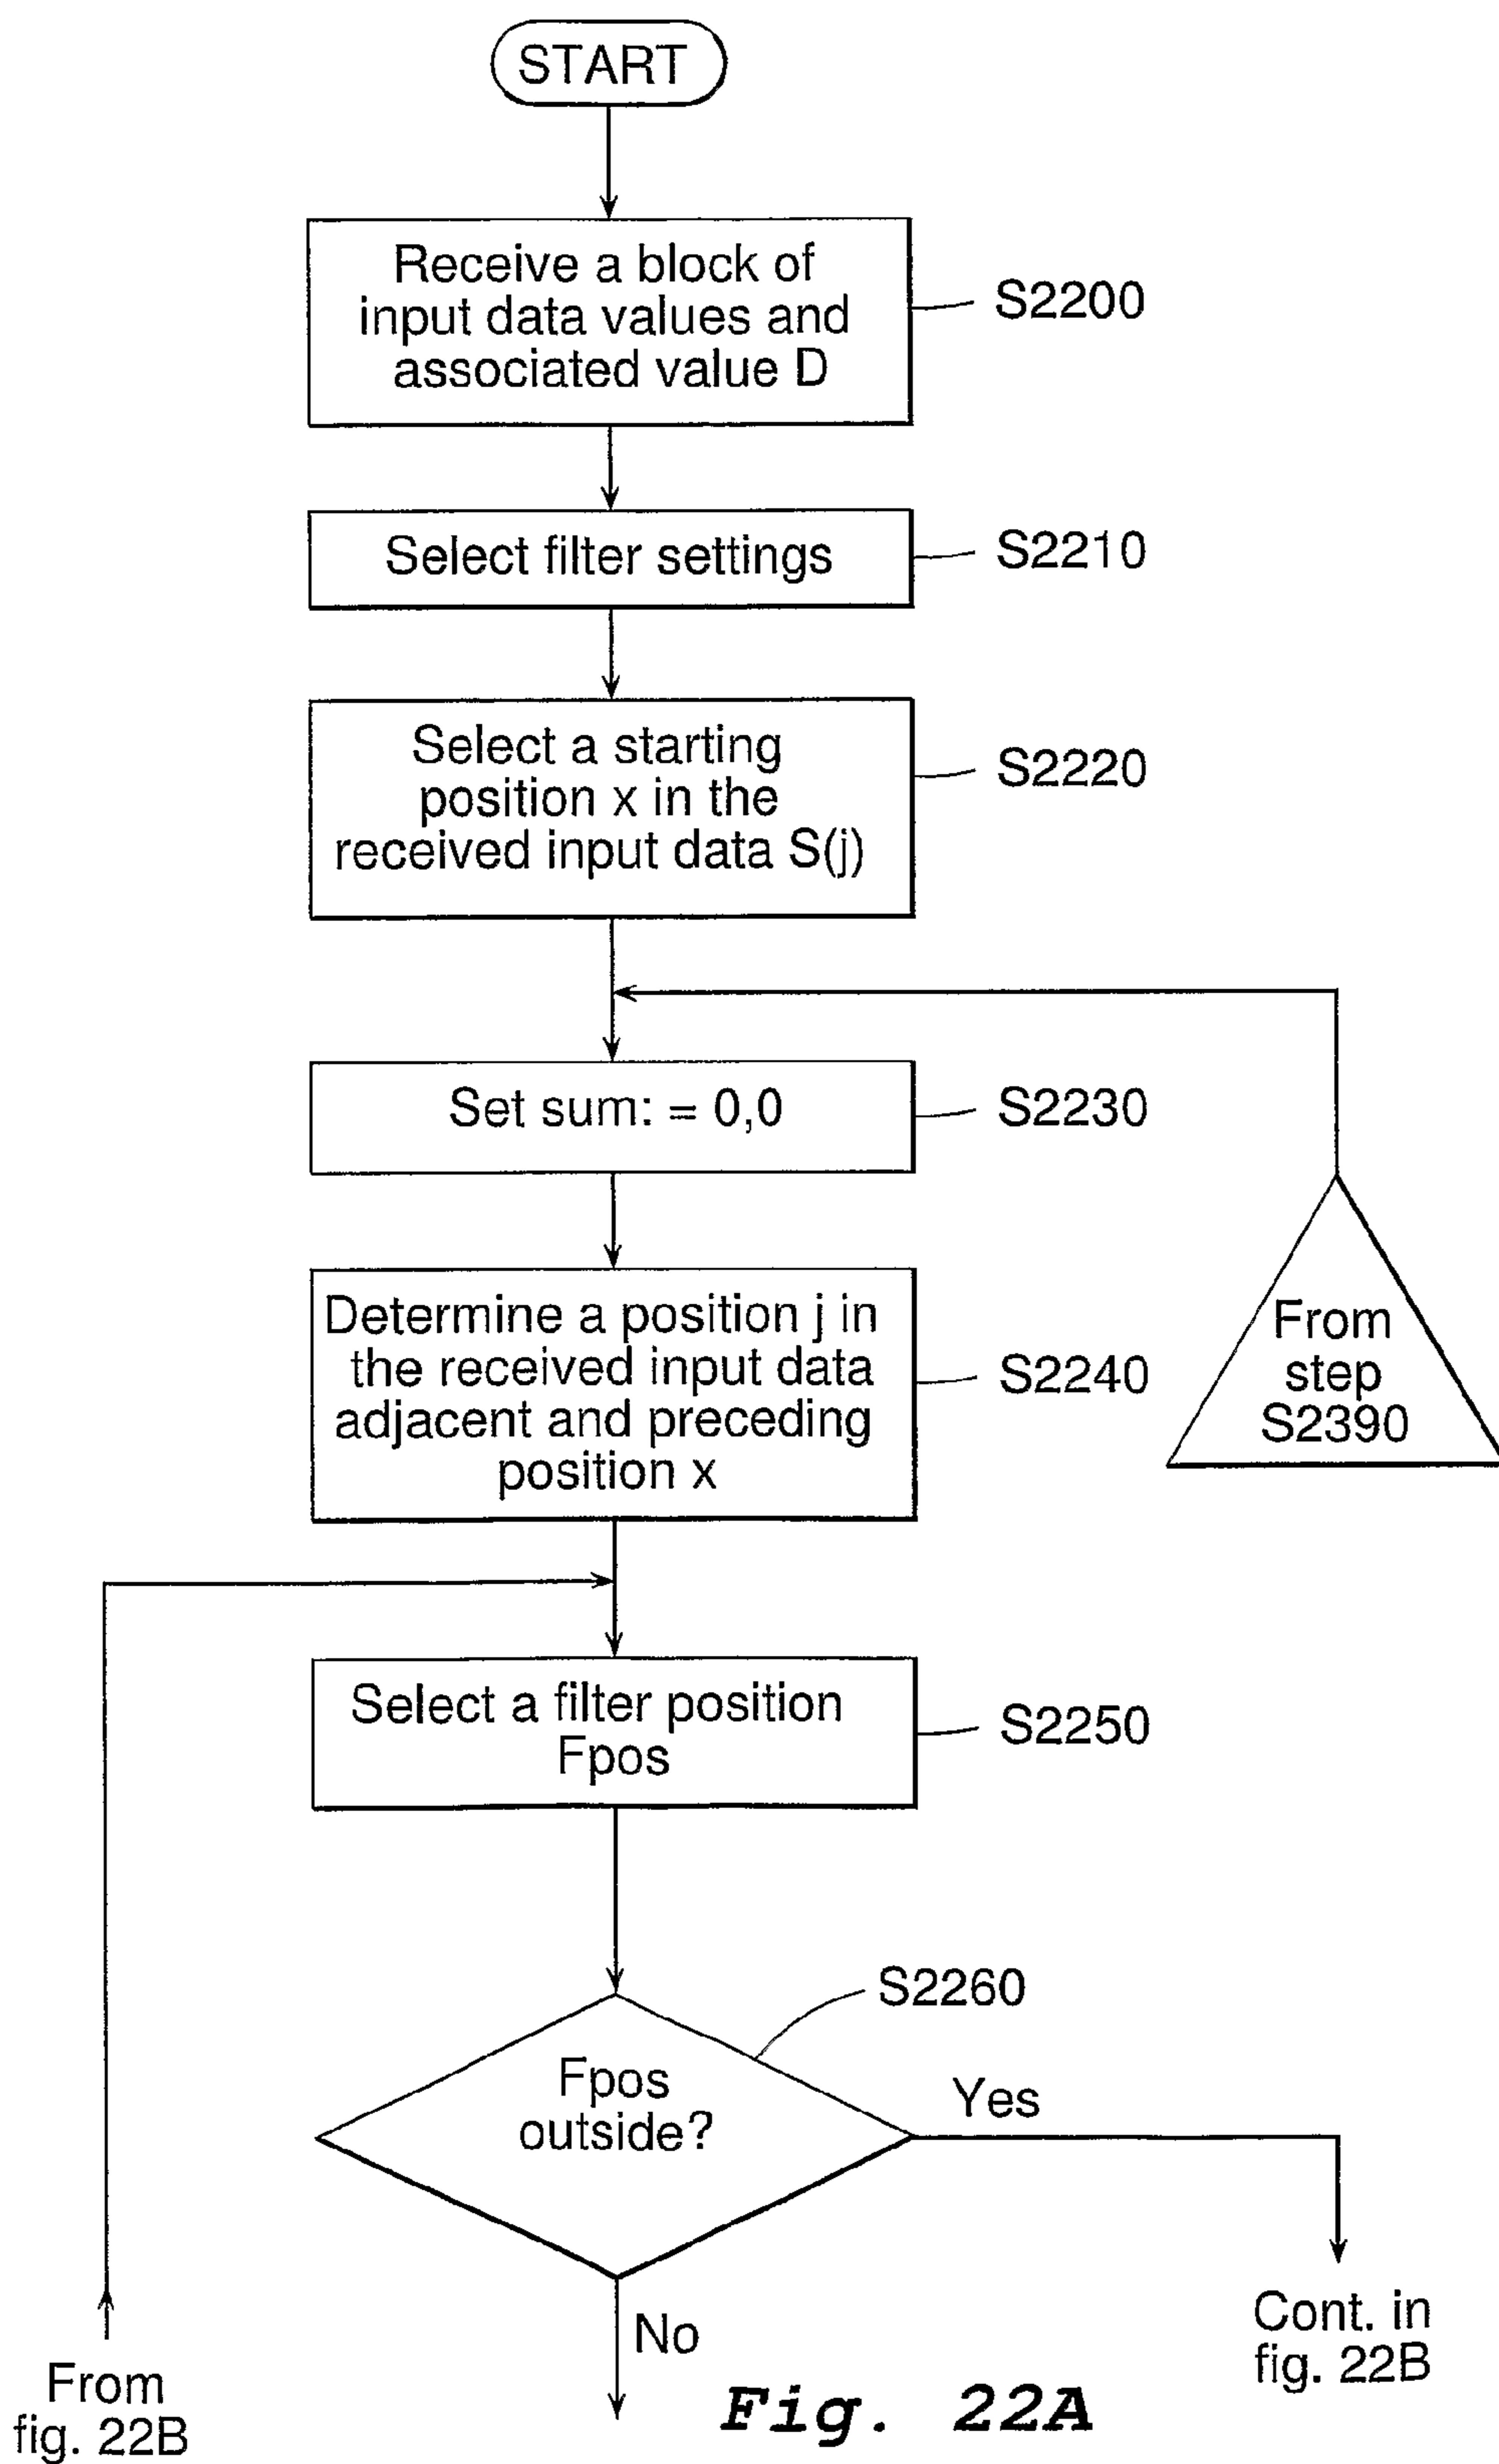 START
Receive a block of
input data values and
associated value D
S2200
Select filter settings
S2210
Select a starting
position x in the
received input data S(j)
S2220
Set sum: = 0,0
S2230
Determine a position j in
the received input data
adjacent and preceding
position x
S2240
From
step
S2390
Select a filter position
Fpos
S2250
S2260
Fpos
outside?
Yes
No
Cont. in
fig. 22B
From
fig. 22B
Fig. 22A